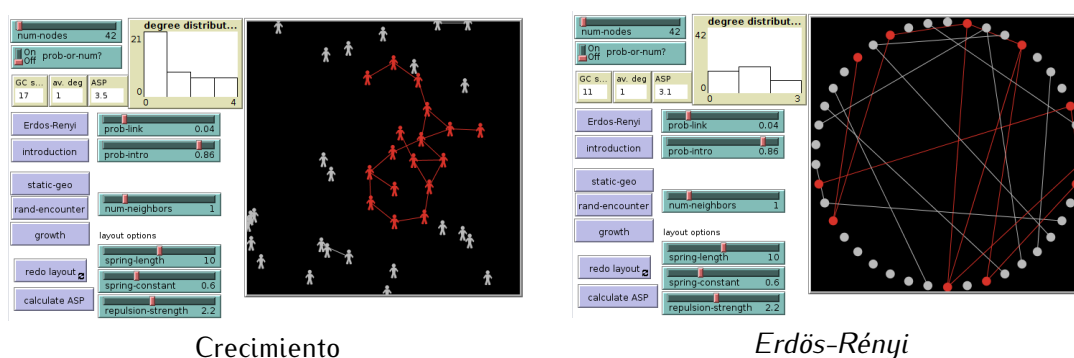 num-nodes 42
On
Off
prob-or-num?
degree distribut...
21
0
0 4
GC s... 17
av. deg 1
ASP 3.5
Erdos-Renyi
prob-link 0.04
introduction
prob-intro 0.86
static-geo
rand-encounter
num-neighbors 1
growth
layout options
spring-length 10
redo layout
spring-constant 0.6
calculate ASP
repulsion-strength 2.2
Crecimiento
num-nodes 42
On
Off
prob-or-num?
degree distribut...
42
0
0 3
GC s... 11
av. deg 1
ASP 3.1
Erdos-Renyi
prob-link 0.04
introduction
prob-intro 0.86
static-geo
rand-encounter
num-neighbors 1
growth
layout options
spring-length 10
redo layout
spring-constant 0.6
calculate ASP
repulsion-strength 2.2
Erdös-Rényi